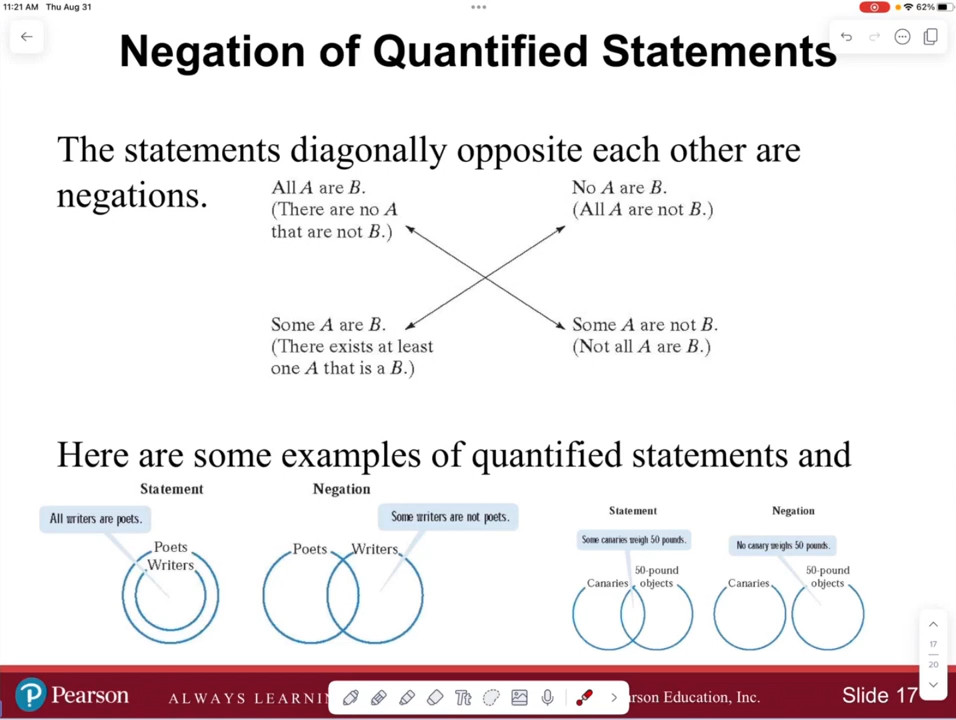 11:21 AM Thu Aug 31
62%
Negation of Quantified Statements
The statements diagonally opposite each other are
negations.
All A are B.
(There are no A
that are not B.)
No A are B.
(All A are not B.)
Some A are B.
(There exists at least
one A that is a B.)
Some A are not B.
(Not all A are B.)
Here are some examples of quantified statements and
Statement
Negation
All writers are poets.
Some writers are not poets.
Poets
Writers
Poets
Writers
Statement
Negation
Some canaries weigh 50 pounds.
No canary weighs 50 pounds.
Canaries
50-pound
objects
Canaries
50-pound
objects
17
20
Pearson
ALWAYS LEARNI
rson Education, Inc.
Slide 17